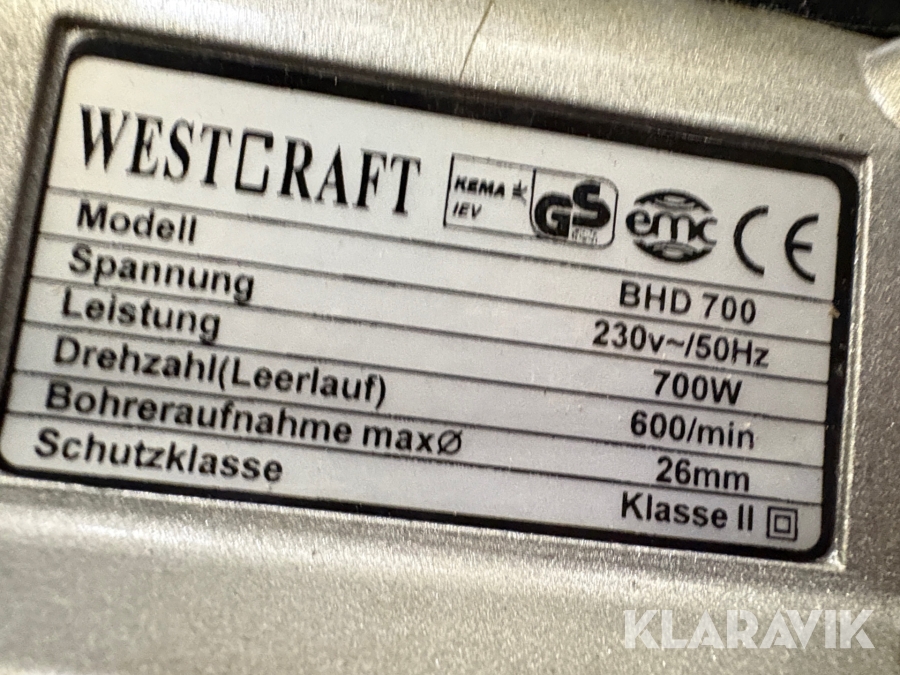 WESTCRAFT
KEMA
IEV
GS
emc
CE
Modell BHD 700
Spannung 230v~/50Hz
Leistung 700W
Drehzahl(Leerlauf) 600/min
Bohreraufnahme maxØ 26mm
Schutzklasse Klasse II
KLARAVIK